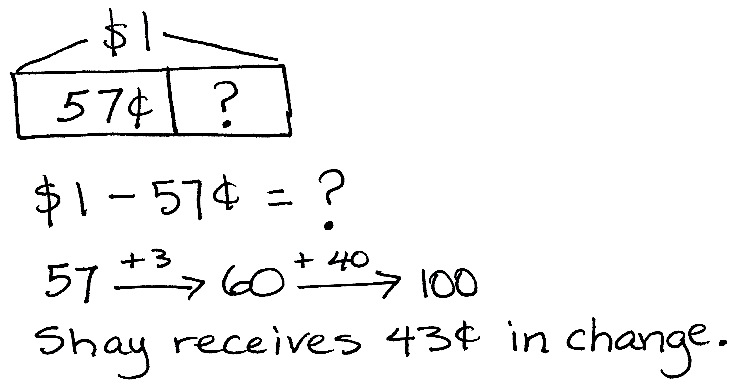 $1
57¢ ?
$1 - 57¢ = ?
57 +3→ 60 + 40→ 100
Shay receives 43¢ in change.